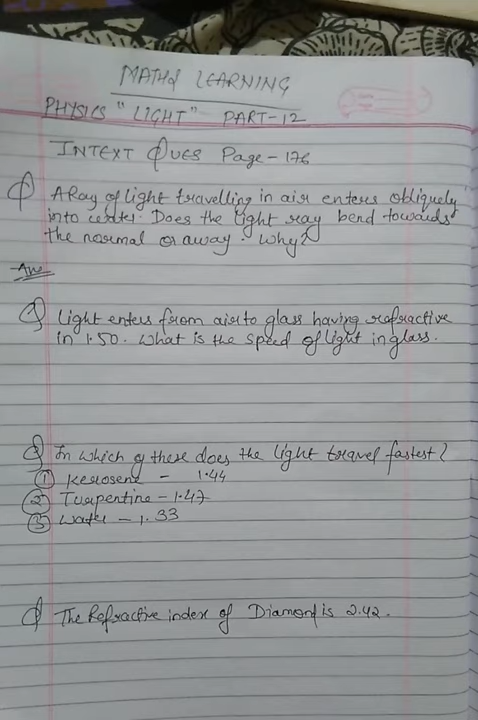 MATHS LEARNING
PHYSICS "LIGHT" PART-12
INTEXT QUES Page-176
Q A Ray of light travelling in air enters obliquely
into water. Does the light ray bend towards
the normal or away. Why?
Ans
Q Light enters from air to glass having refractive
in 1.50. What is the speed of light in glass.
Q In which of these does the light travel fastest?
① Kerosene - 1.44
② Turpentine - 1.47
③ Water - 1.33
Q The Refractive index of Diamond is 2.42.